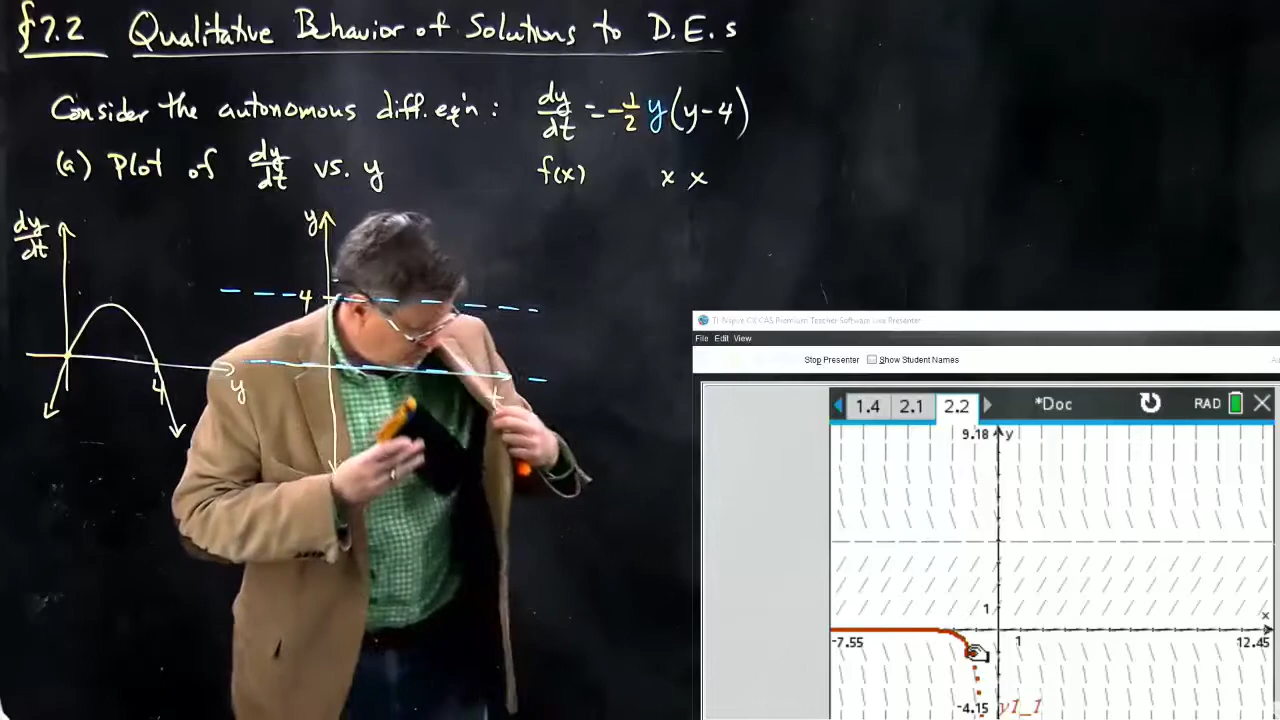 §7.2 Qualitative Behavior of Solutions to D.E.s
Consider the autonomous diff. eq'n : dy/dt = -1/2 y(y-4)
(a) Plot of dy/dt vs. y
f(x) x x
dy/dt
y
4
y
4
t
TI-Nspire CX CAS Premium Teacher Software Live Presenter
File Edit View
Stop Presenter Show Student Names
1.4 2.1 2.2 *Doc RAD
9.18 y
1
x
-7.55 1 12.45
-4.15 y1_1